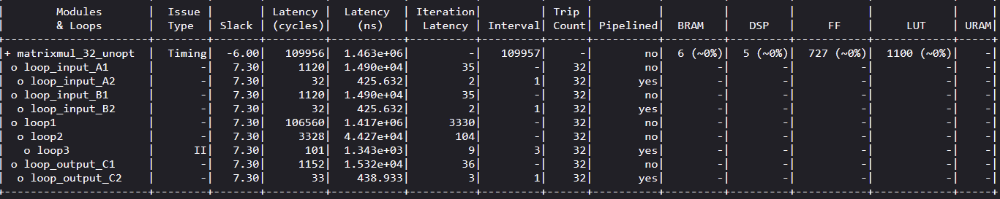 |       Modules           |  Issue |       | Latency | Latency   | Iteration |         | Trip  |           |         |         |           |            |     |
|       & Loops           |  Type  | Slack | (cycles)|   (ns)    |  Latency  | Interval| Count | Pipelined |  BRAM   |   DSP   |    FF     |    LUT     | URAM|
+-------------------------+--------+-------+---------+-----------+-----------+---------+-------+-----------+---------+---------+-----------+------------+-----+
|+ matrixmul_32_unopt     |  Timing|  -6.00|   109956|  1.463e+06|          -|   109957|      -|         no|  6 (~0%)|  5 (~0%)|  727 (~0%)|  1100 (~0%)|    -|
| o loop_input_A1         |       -|   7.30|     1120|  1.490e+04|         35|        -|     32|         no|        -|        -|          -|           -|    -|
|  o loop_input_A2        |       -|   7.30|       32|    425.632|          2|        1|     32|        yes|        -|        -|          -|           -|    -|
| o loop_input_B1         |       -|   7.30|     1120|  1.490e+04|         35|        -|     32|         no|        -|        -|          -|           -|    -|
|  o loop_input_B2        |       -|   7.30|       32|    425.632|          2|        1|     32|        yes|        -|        -|          -|           -|    -|
| o loop1                 |       -|   7.30|   106560|  1.417e+06|       3330|        -|     32|         no|        -|        -|          -|           -|    -|
|  o loop2                |       -|   7.30|     3328|  4.427e+04|        104|        -|     32|         no|        -|        -|          -|           -|    -|
|   o loop3               |      II|   7.30|      101|  1.343e+03|          9|        3|     32|        yes|        -|        -|          -|           -|    -|
| o loop_output_C1        |       -|   7.30|     1152|  1.532e+04|         36|        -|     32|         no|        -|        -|          -|           -|    -|
|  o loop_output_C2       |       -|   7.30|       33|    438.933|          3|        1|     32|        yes|        -|        -|          -|           -|    -|
+-------------------------+--------+-------+---------+-----------+-----------+---------+-------+-----------+---------+---------+-----------+------------+-----+